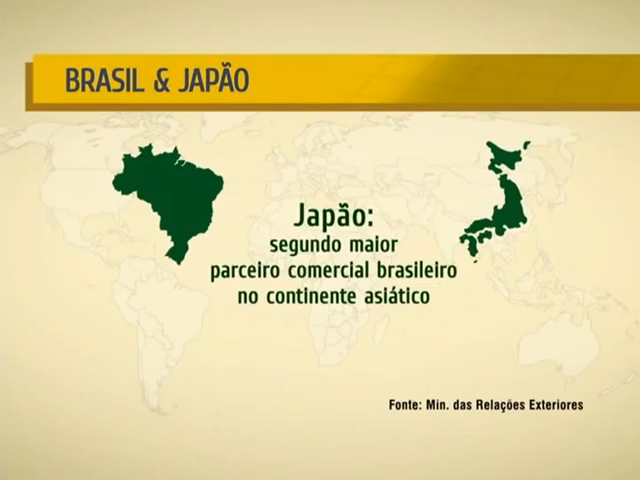 BRASIL & JAPÃO
Japão:
segundo maior
parceiro comercial brasileiro
no continente asiático
Fonte: Min. das Relações Exteriores